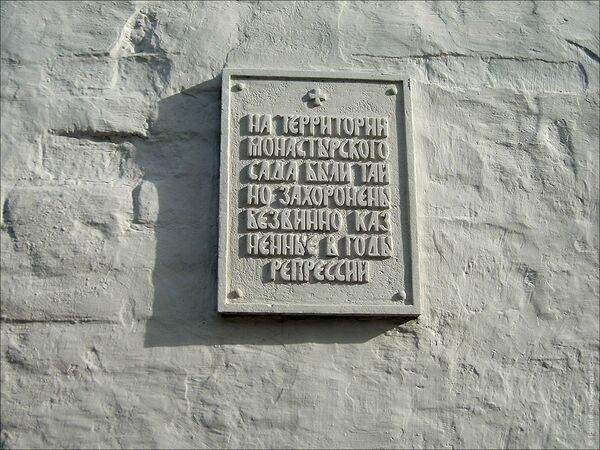 НА ТЕРРИТОРИИ
МОНАСТЫРСКОГО
САДА БЫЛИ ТАЙ
НО ЗАХОРОНЕНЫ
БЕЗВИННО КАЗ
НЕННЫЕ В ГОДЫ
РЕПРЕССИЙ